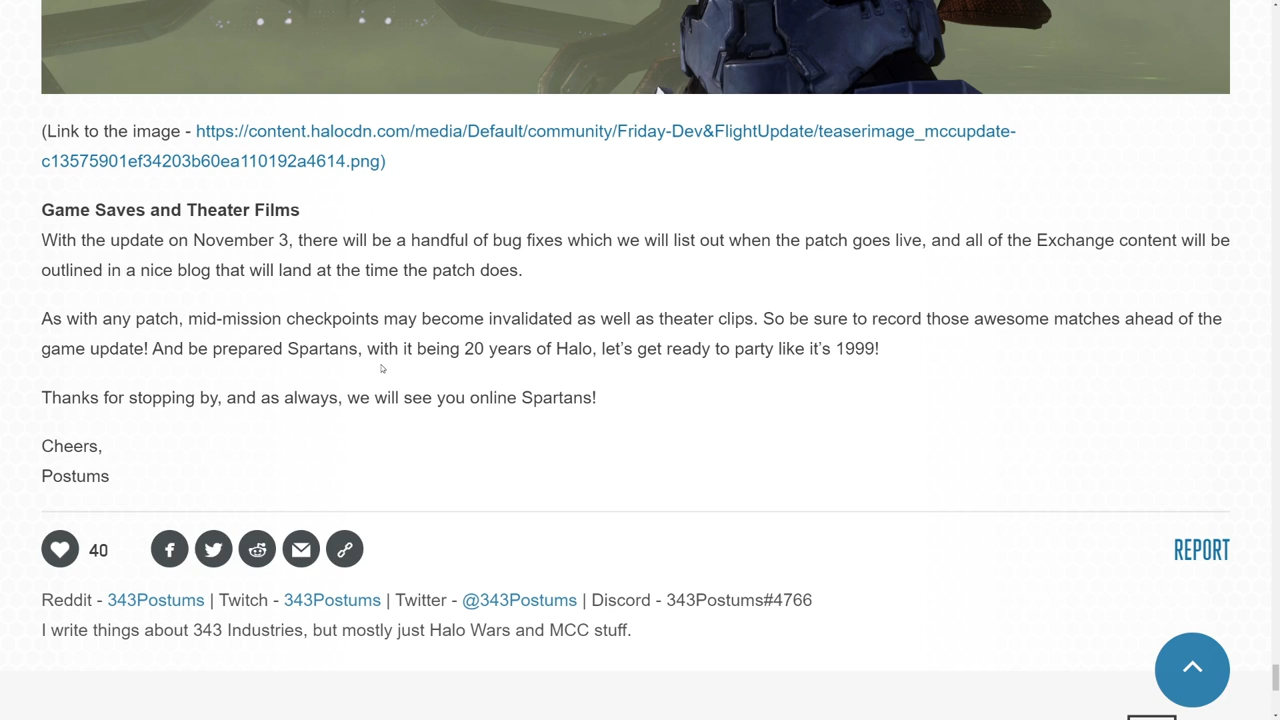 (Link to the image - https://content.halocdn.com/media/Default/community/Friday-Dev&FlightUpdate/teaserimage_mccupdate-
c13575901ef34203b60ea110192a4614.png)
Game Saves and Theater Films
With the update on November 3, there will be a handful of bug fixes which we will list out when the patch goes live, and all of the Exchange content will be
outlined in a nice blog that will land at the time the patch does.
As with any patch, mid-mission checkpoints may become invalidated as well as theater clips. So be sure to record those awesome matches ahead of the
game update! And be prepared Spartans, with it being 20 years of Halo, let’s get ready to party like it’s 1999!
Thanks for stopping by, and as always, we will see you online Spartans!
Cheers,
Postums
40
REPORT
Reddit - 343Postums | Twitch - 343Postums | Twitter - @343Postums | Discord - 343Postums#4766
I write things about 343 Industries, but mostly just Halo Wars and MCC stuff.